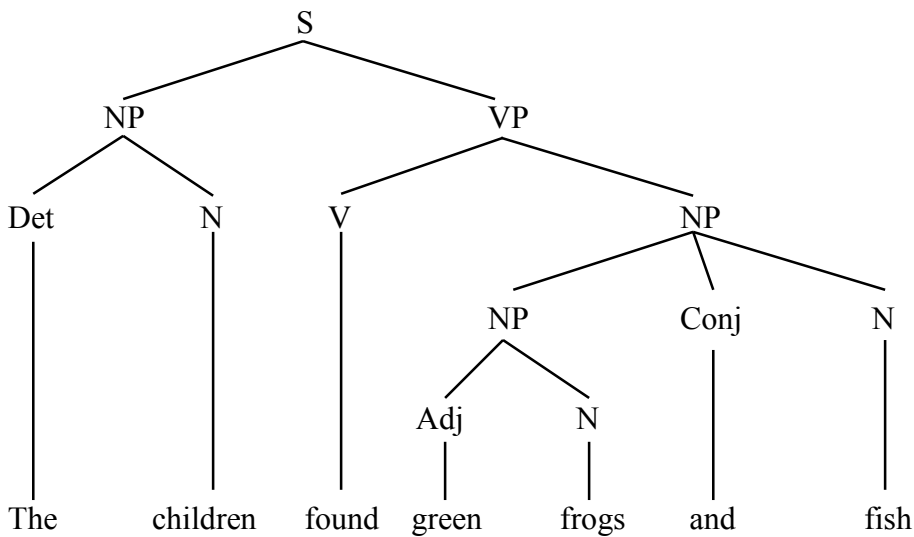 S
NP VP
Det N V NP
NP Conj N
Adj N
The children found green frogs and fish